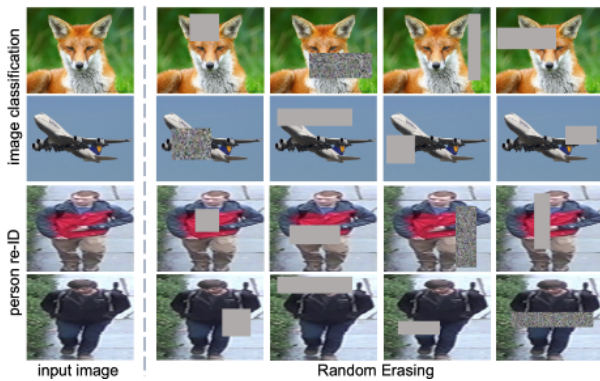 image classification
person re-ID
input image
Random Erasing